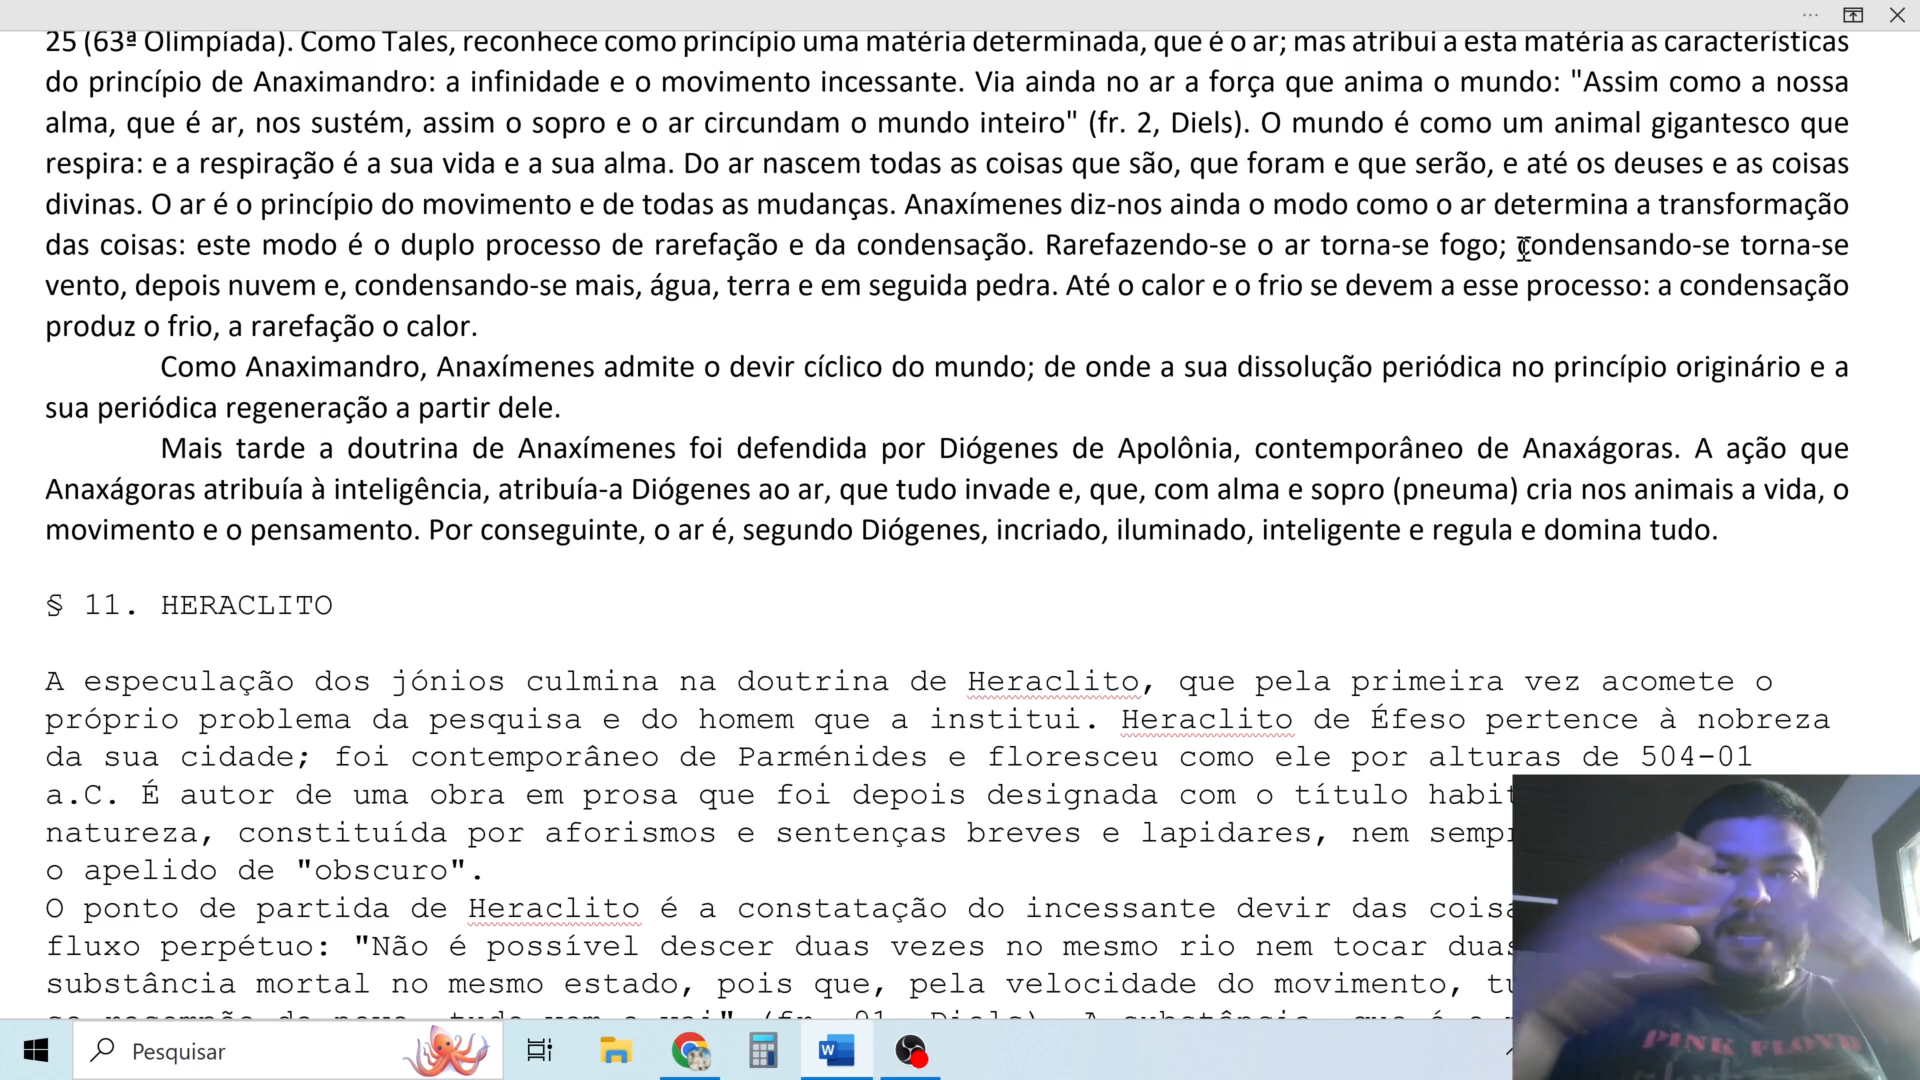 25 (63ª Olimpíada). Como Tales, reconhece como princípio uma matéria determinada, que é o ar; mas atribui a esta matéria as características
do princípio de Anaximandro: a infinidade e o movimento incessante. Via ainda no ar a força que anima o mundo: "Assim como a nossa
alma, que é ar, nos sustém, assim o sopro e o ar circundam o mundo inteiro" (fr. 2, Diels). O mundo é como um animal gigantesco que
respira: e a respiração é a sua vida e a sua alma. Do ar nascem todas as coisas que são, que foram e que serão, e até os deuses e as coisas
divinas. O ar é o princípio do movimento e de todas as mudanças. Anaxímenes diz-nos ainda o modo como o ar determina a transformação
das coisas: este modo é o duplo processo de rarefação e da condensação. Rarefazendo-se o ar torna-se fogo; condensando-se torna-se
vento, depois nuvem e, condensando-se mais, água, terra e em seguida pedra. Até o calor e o frio se devem a esse processo: a condensação
produz o frio, a rarefação o calor.
Como Anaximandro, Anaxímenes admite o devir cíclico do mundo; de onde a sua dissolução periódica no princípio originário e a
sua periódica regeneração a partir dele.
Mais tarde a doutrina de Anaxímenes foi defendida por Diógenes de Apolônia, contemporâneo de Anaxágoras. A ação que
Anaxágoras atribuía à inteligência, atribuía-a Diógenes ao ar, que tudo invade e, que, com alma e sopro (pneuma) cria nos animais a vida, o
movimento e o pensamento. Por conseguinte, o ar é, segundo Diógenes, incriado, iluminado, inteligente e regula e domina tudo.
§ 11. HERACLITO
A especulação dos jónios culmina na doutrina de Heraclito, que pela primeira vez acomete o
próprio problema da pesquisa e do homem que a institui. Heraclito de Éfeso pertence à nobreza
da sua cidade; foi contemporâneo de Parménides e floresceu como ele por alturas de 504-01
a.C. É autor de uma obra em prosa que foi depois designada com o título
natureza, constituída por aforismos e sentenças breves e lapidares, nem
o apelido de "obscuro".
O ponto de partida de Heraclito é a constatação do incessante devir das
fluxo perpétuo: "Não é possível descer duas vezes no mesmo rio nem tocar
substância mortal no mesmo estado, pois que, pela velocidade do movimento,
Pesquisar
PINK FLOYD